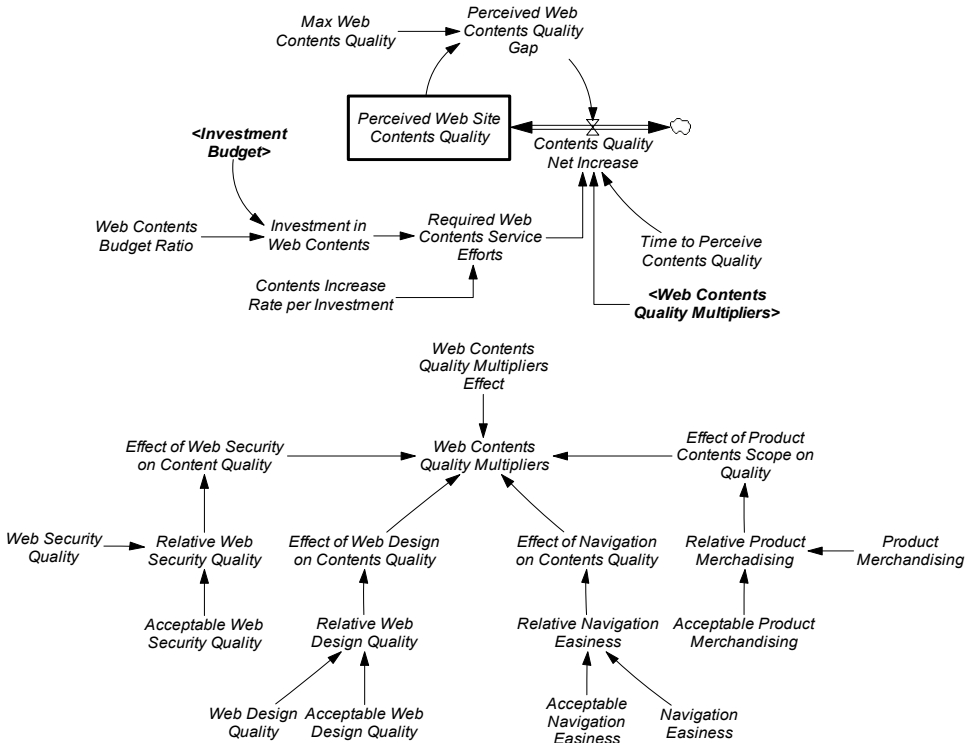 Max Web
Contents Quality
Perceived Web
Contents Quality
Gap
Perceived Web Site
Contents Quality
<Investment
Budget>
Contents Quality
Net Increase
Web Contents
Budget Ratio
Investment in
Web Contents
Required Web
Contents Service
Efforts
Time to Perceive
Contents Quality
Contents Increase
Rate per Investment
<Web Contents
Quality Multipliers>
Web Contents
Quality Multipliers
Effect
Effect of Web Security
on Content Quality
Web Contents
Quality Multipliers
Effect of Product
Contents Scope on
Quality
Web Security
Quality
Relative Web
Security Quality
Effect of Web Design
on Contents Quality
Effect of Navigation
on Contents Quality
Relative Product
Merchadising
Product
Merchandising
Acceptable Web
Security Quality
Relative Web
Design Quality
Relative Navigation
Easiness
Acceptable Product
Merchandising
Web Design
Quality
Acceptable Web
Design Quality
Acceptable
Navigation
Easiness
Navigation
Easiness